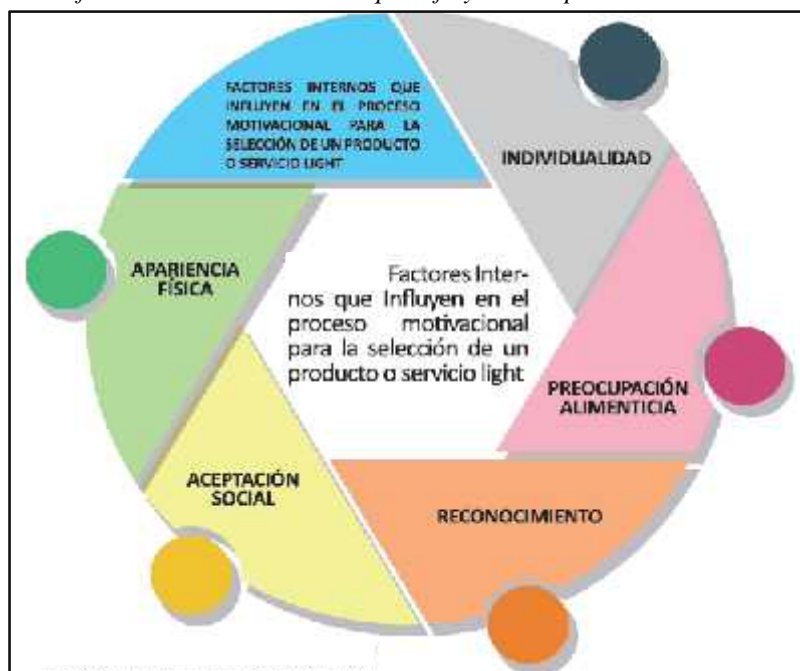 FACTORES INTERNOS QUE
INFLUYEN EN EL PROCESO
MOTIVACIONAL PARA LA
SELECCIÓN DE UN PRODUCTO
O SERVICIO LIGHT
INDIVIDUALIDAD
APARIENCIA
FÍSICA
Factores Inter-
nos que Influyen en el
proceso motivacional
para la selección de un
producto o servicio light
PREOCUPACIÓN
ALIMENTICIA
ACEPTACIÓN
SOCIAL
RECONOCIMIENTO